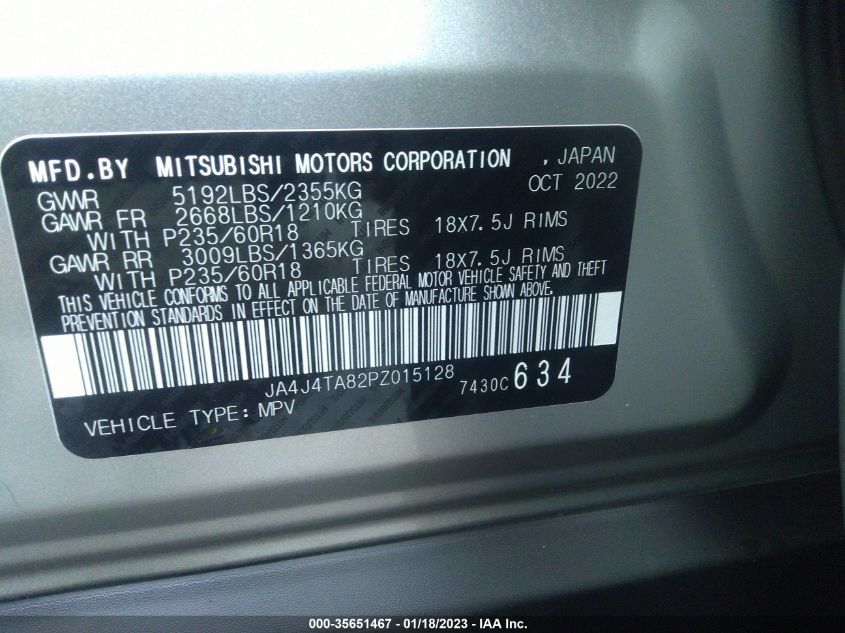 MFD.BY MITSUBISHI MOTORS CORPORATION , JAPAN
OCT 2022
GVWR 5192LBS/2355KG
GAWR FR 2668LBS/1210KG
WITH P235/60R18 TIRES 18X7.5J RIMS
GAWR RR 3009LBS/1365KG
WITH P235/60R18 TIRES 18X7.5J RIMS
THIS VEHICLE CONFORMS TO ALL APPLICABLE FEDERAL MOTOR VEHICLE SAFETY AND THEFT
PREVENTION STANDARDS IN EFFECT ON THE DATE OF MANUFACTURE SHOWN ABOVE.
JA4J4TA82PZ015128
7430C 634
VEHICLE TYPE: MPV
000-35651467 - 01/18/2023 - IAA Inc.